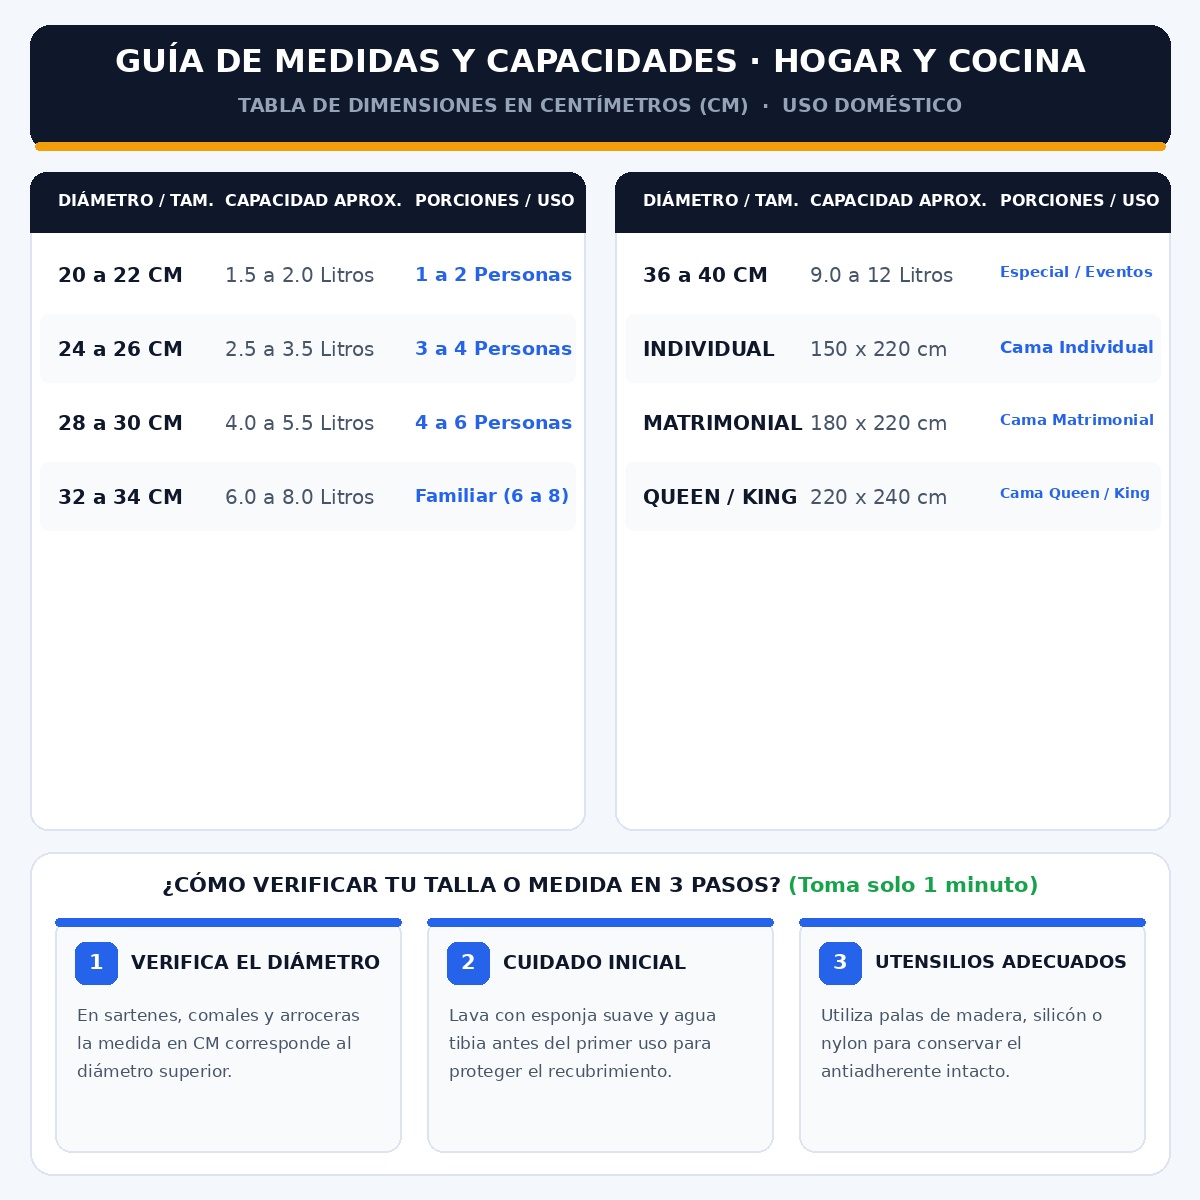 GUÍA DE MEDIDAS Y CAPACIDADES · HOGAR Y COCINA
TABLA DE DIMENSIONES EN CENTÍMETROS (CM) · USO DOMÉSTICO
DIÁMETRO / TAM. CAPACIDAD APROX. PORCIONES / USO
20 a 22 CM 1.5 a 2.0 Litros 1 a 2 Personas
24 a 26 CM 2.5 a 3.5 Litros 3 a 4 Personas
28 a 30 CM 4.0 a 5.5 Litros 4 a 6 Personas
32 a 34 CM 6.0 a 8.0 Litros Familiar (6 a 8)
DIÁMETRO / TAM. CAPACIDAD APROX. PORCIONES / USO
36 a 40 CM 9.0 a 12 Litros Especial / Eventos
INDIVIDUAL 150 x 220 cm Cama Individual
MATRIMONIAL 180 x 220 cm Cama Matrimonial
QUEEN / KING 220 x 240 cm Cama Queen / King
¿CÓMO VERIFICAR TU TALLA O MEDIDA EN 3 PASOS? (Toma solo 1 minuto)
1 VERIFICA EL DIÁMETRO
En sartenes, comales y arroceras
la medida en CM corresponde al
diámetro superior.
2 CUIDADO INICIAL
Lava con esponja suave y agua
tibia antes del primer uso para
proteger el recubrimiento.
3 UTENSILIOS ADECUADOS
Utiliza palas de madera, silicón o
nylon para conservar el
antiadherente intacto.